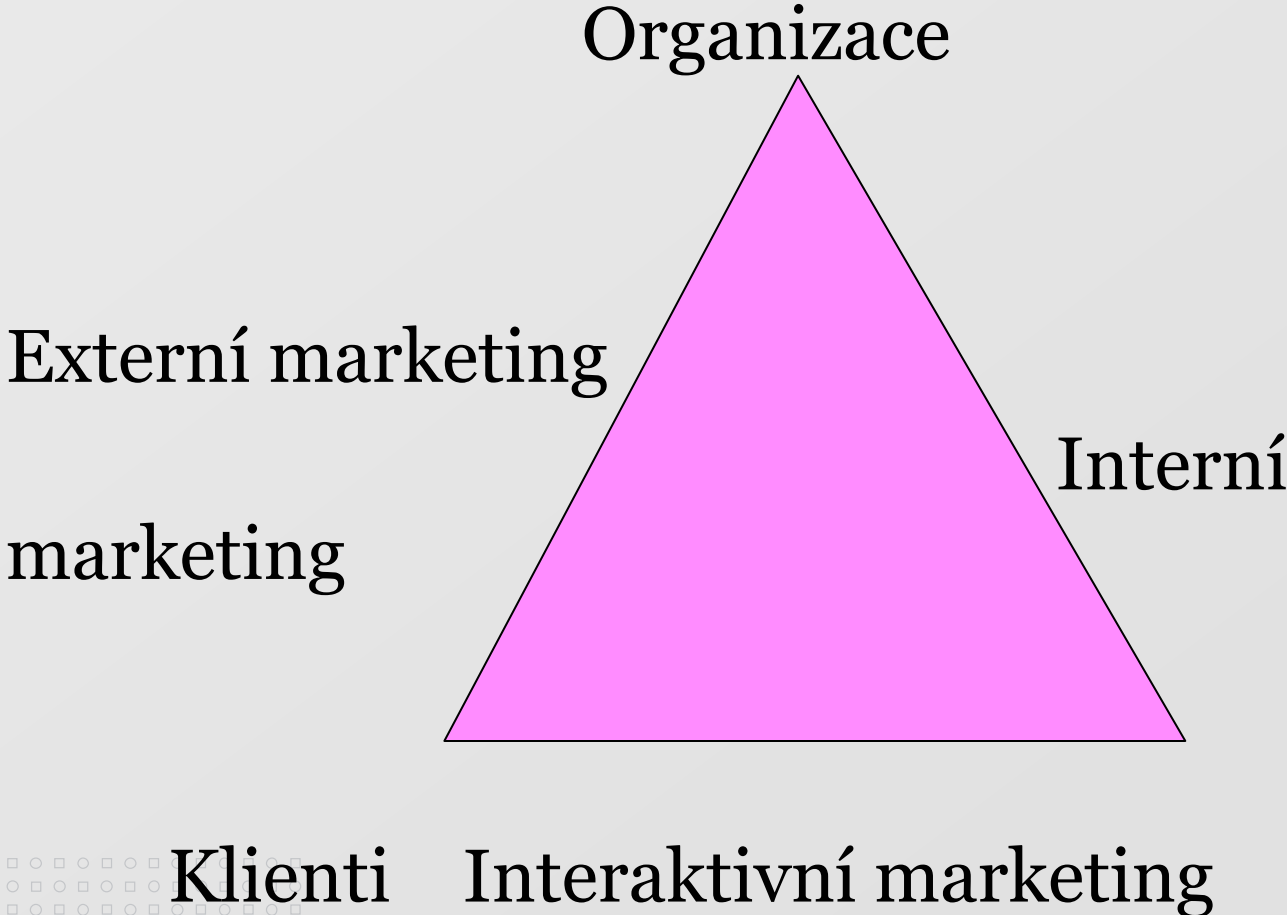 Organizace
Externí marketing
Interní
marketing
Klienti Interaktivní marketing